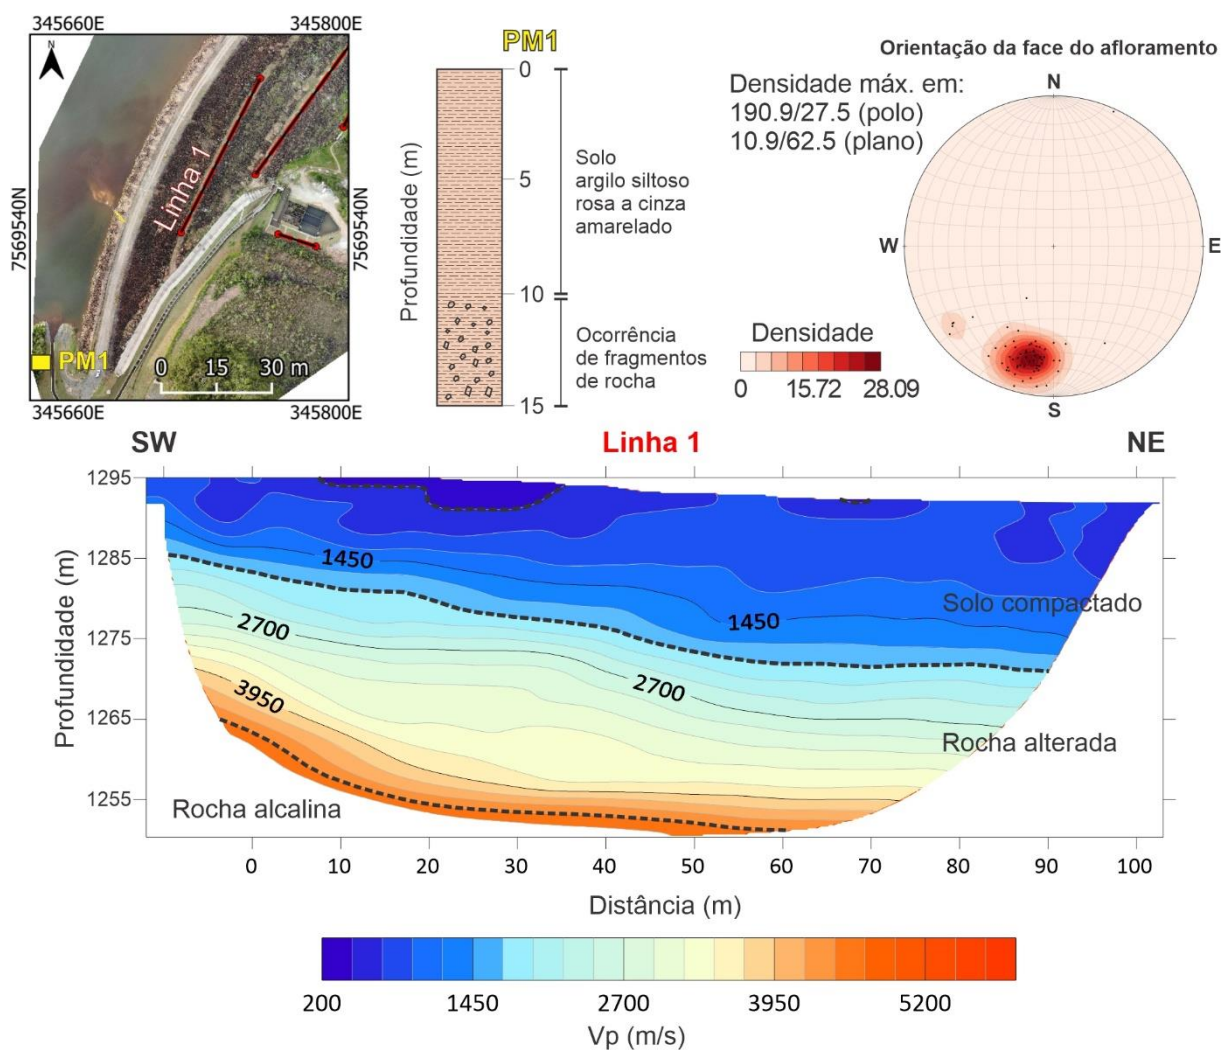 345660E
345800E
N
7569540N
7569540N
Linha 1
PM1
0 15 30 m
345660E
345800E
PM1
Profundidade (m)
0
5
10
15
Solo
argilo siltoso
rosa a cinza
amarelado
Ocorrência
de fragmentos
de rocha
Orientação da face do afloramento
Densidade máx. em:
190.9/27.5 (polo)
10.9/62.5 (plano)
N
W
E
S
Densidade
0 15.72 28.09
SW
Linha 1
NE
Profundidade (m)
1295
1285
1275
1265
1255
1450
1450
2700
2700
3950
Solo compactado
Rocha alterada
Rocha alcalina
0 10 20 30 40 50 60 70 80 90 100
Distância (m)
200 1450 2700 3950 5200
Vp (m/s)